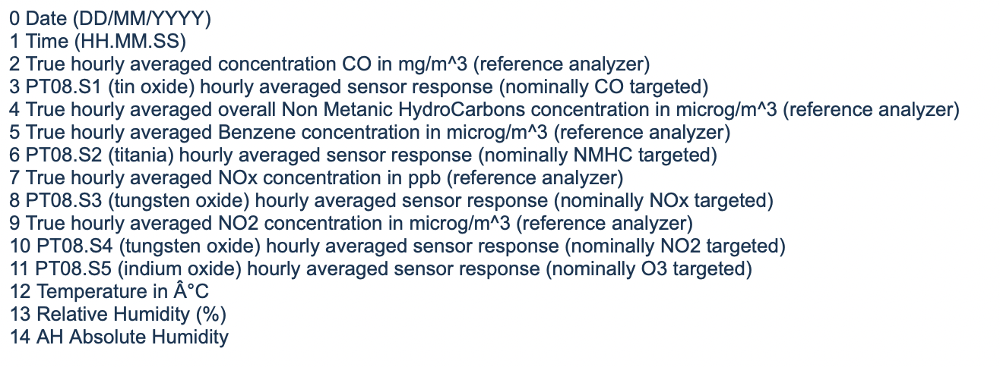 0 Date (DD/MM/YYYY)
1 Time (HH.MM.SS)
2 True hourly averaged concentration CO in mg/m^3 (reference analyzer)
3 PT08.S1 (tin oxide) hourly averaged sensor response (nominally CO targeted)
4 True hourly averaged overall Non Metanic HydroCarbons concentration in microg/m^3 (reference analyzer)
5 True hourly averaged Benzene concentration in microg/m^3 (reference analyzer)
6 PT08.S2 (titania) hourly averaged sensor response (nominally NMHC targeted)
7 True hourly averaged NOx concentration in ppb (reference analyzer)
8 PT08.S3 (tungsten oxide) hourly averaged sensor response (nominally NOx targeted)
9 True hourly averaged NO2 concentration in microg/m^3 (reference analyzer)
10 PT08.S4 (tungsten oxide) hourly averaged sensor response (nominally NO2 targeted)
11 PT08.S5 (indium oxide) hourly averaged sensor response (nominally O3 targeted)
12 Temperature in Â°C
13 Relative Humidity (%)
14 AH Absolute Humidity